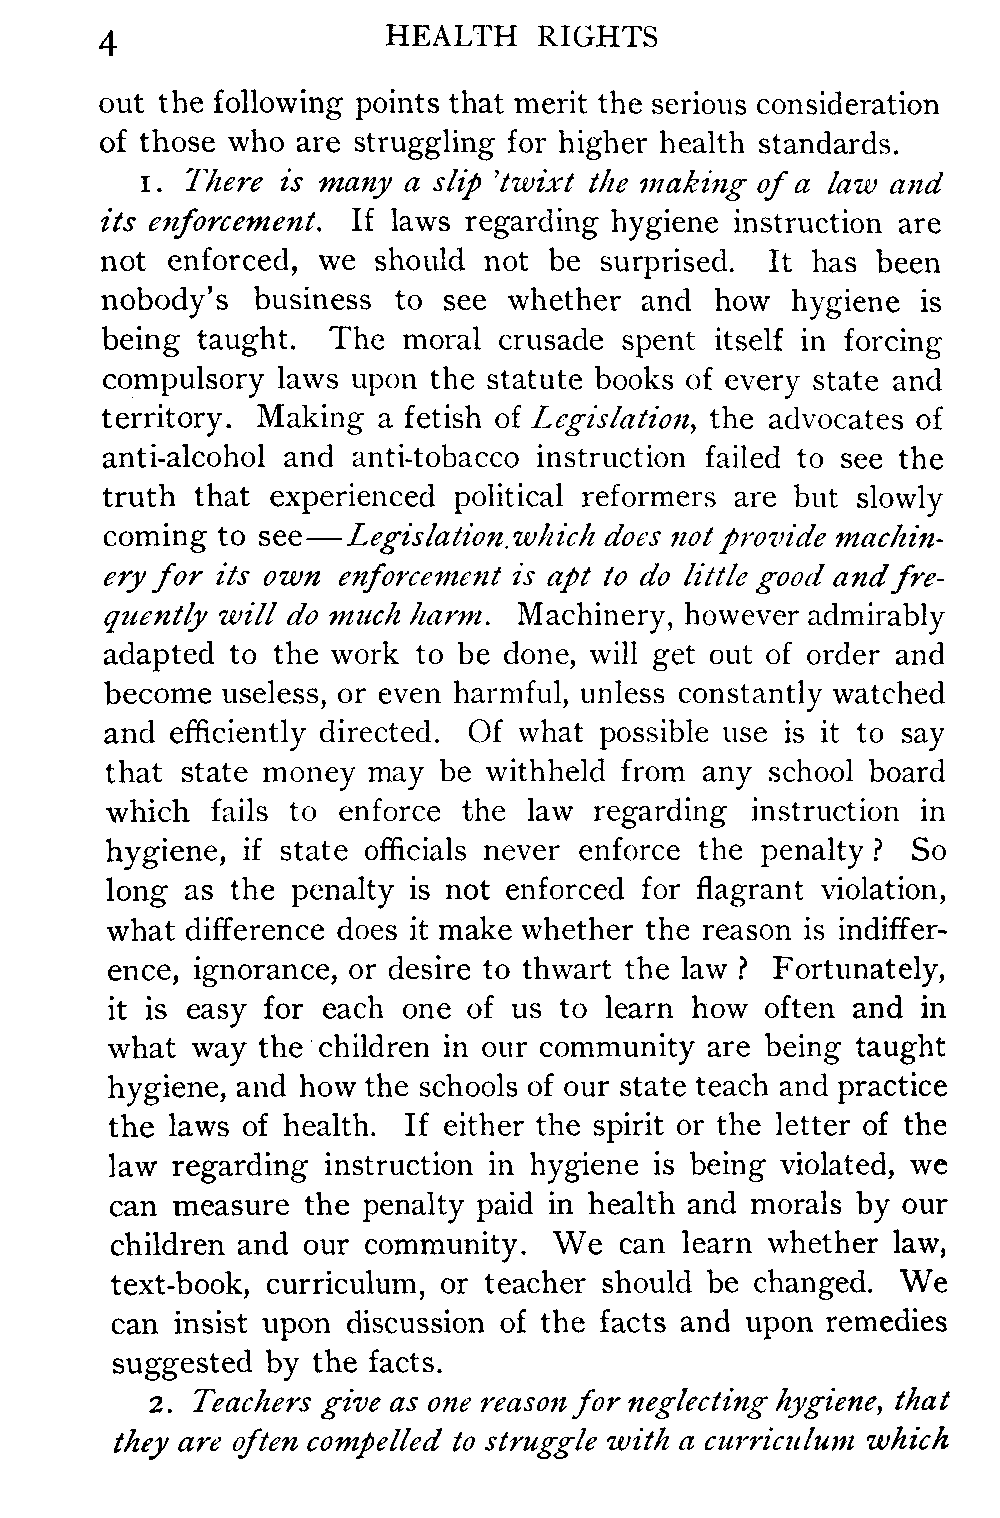 4 HEALTH RIGHTS
out the following points that merit the serious consideration
of those who are struggling for higher health standards.
1. There is many a slip 'twixt the making of a law and
its enforcement. If laws regarding hygiene instruction are
not enforced, we should not be surprised. It has been
nobody's business to see whether and how hygiene is
being taught. The moral crusade spent itself in forcing
compulsory laws upon the statute books of every state and
territory. Making a fetish of Legislation, the advocates of
anti-alcohol and anti-tobacco instruction failed to see the
truth that experienced political reformers are but slowly
coming to see—Legislation which does not provide machin-
ery for its own enforcement is apt to do little good and fre-
quently will do much harm. Machinery, however admirably
adapted to the work to be done, will get out of order and
become useless, or even harmful, unless constantly watched
and efficiently directed. Of what possible use is it to say
that state money may be withheld from any school board
which fails to enforce the law regarding instruction in
hygiene, if state officials never enforce the penalty? So
long as the penalty is not enforced for flagrant violation,
what difference does it make whether the reason is indiffer-
ence, ignorance, or desire to thwart the law? Fortunately,
it is easy for each one of us to learn how often and in
what way the children in our community are being taught
hygiene, and how the schools of our state teach and practice
the laws of health. If either the spirit or the letter of the
law regarding instruction in hygiene is being violated, we
can measure the penalty paid in health and morals by our
children and our community. We can learn whether law,
text-book, curriculum, or teacher should be changed. We
can insist upon discussion of the facts and upon remedies
suggested by the facts.
2. Teachers give as one reason for neglecting hygiene, that
they are often compelled to struggle with a curriculum which